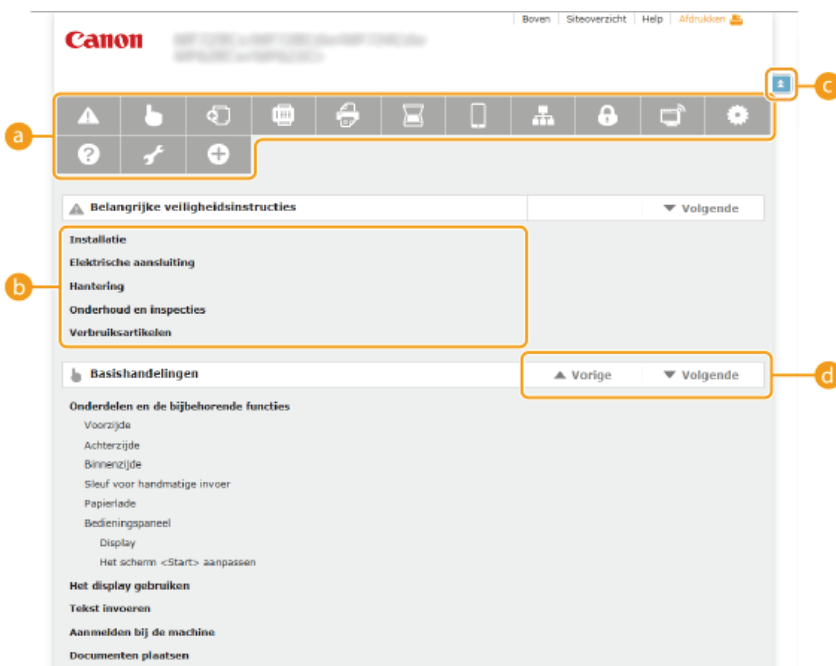 Boven Siteoverzicht Help Afdrukken
Canon
c
a
Belangrijke veiligheidsinstructies Volgende
Installatie
Elektrische aansluiting
b
Hantering
Onderhoud en inspecties
Verbruiksartikelen
Basishandelingen Vorige Volgende
d
Onderdelen en de bijbehorende functies
Voorzijde
Achterzijde
Binnenzijde
Sleuf voor handmatige invoer
Papierlade
Bedieningspaneel
Display
Het scherm <Start> aanpassen
Het display gebruiken
Tekst invoeren
Aanmelden bij de machine
Documenten plaatsen